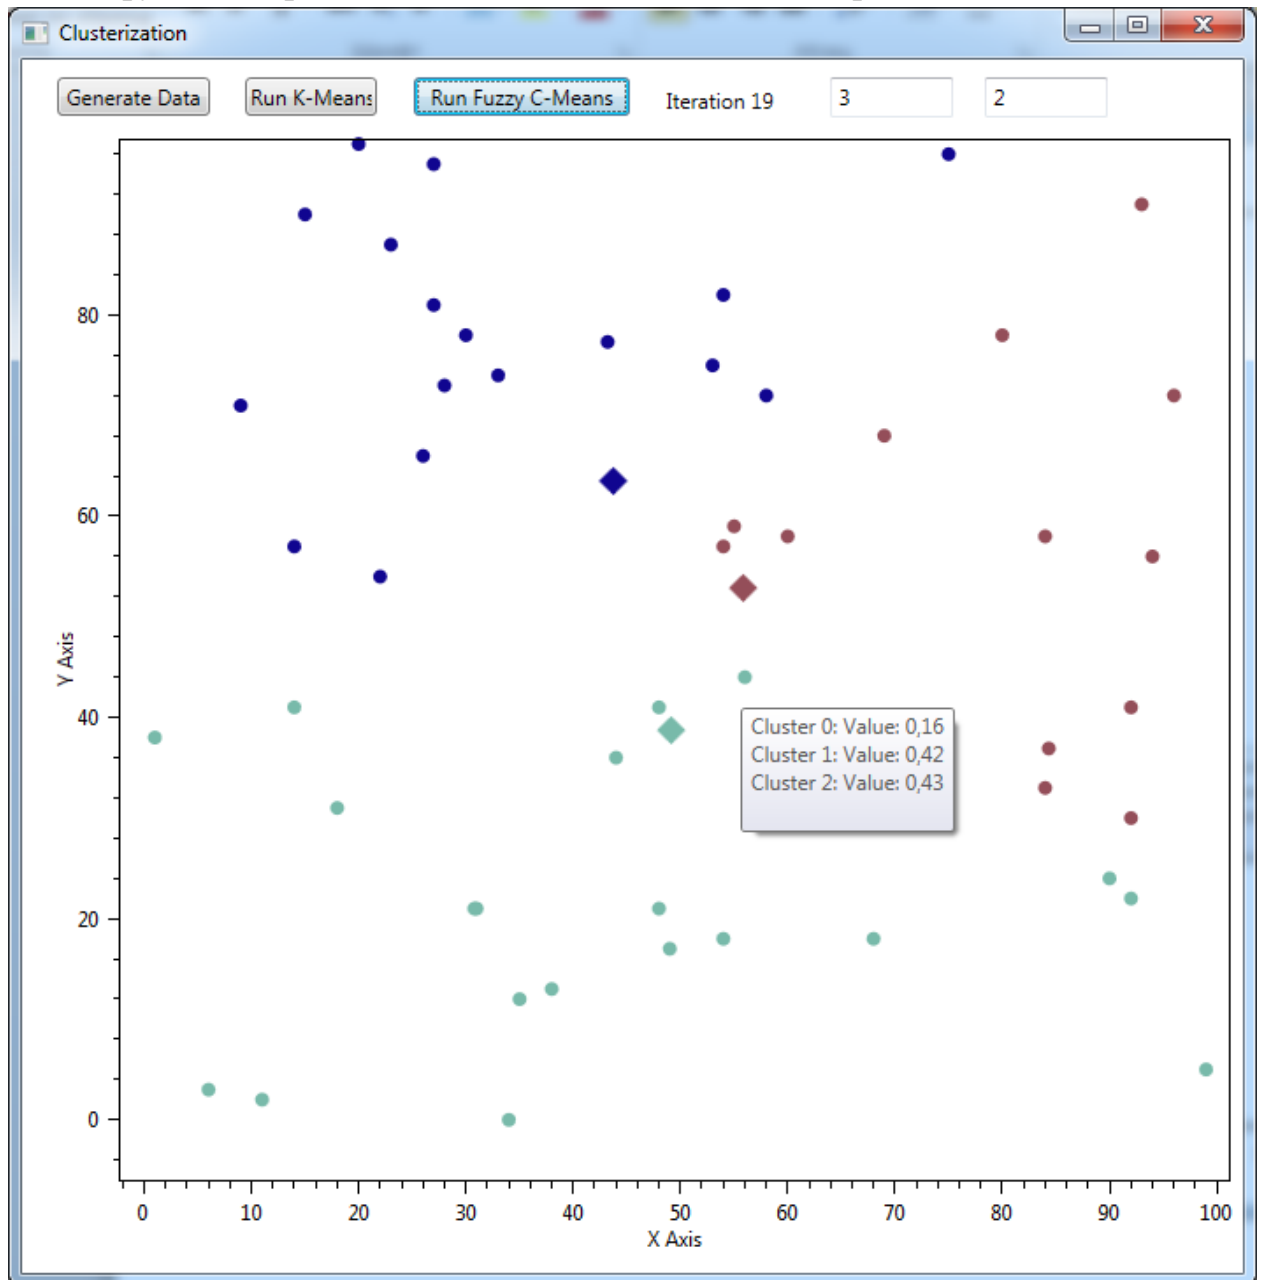 Clusterization
Generate Data
Run K-Means
Run Fuzzy C-Means
Iteration 19
3
2
80
60
40
20
0
Y Axis
Cluster 0: Value: 0,16
Cluster 1: Value: 0,42
Cluster 2: Value: 0,43
0 10 20 30 40 50 60 70 80 90 100
X Axis